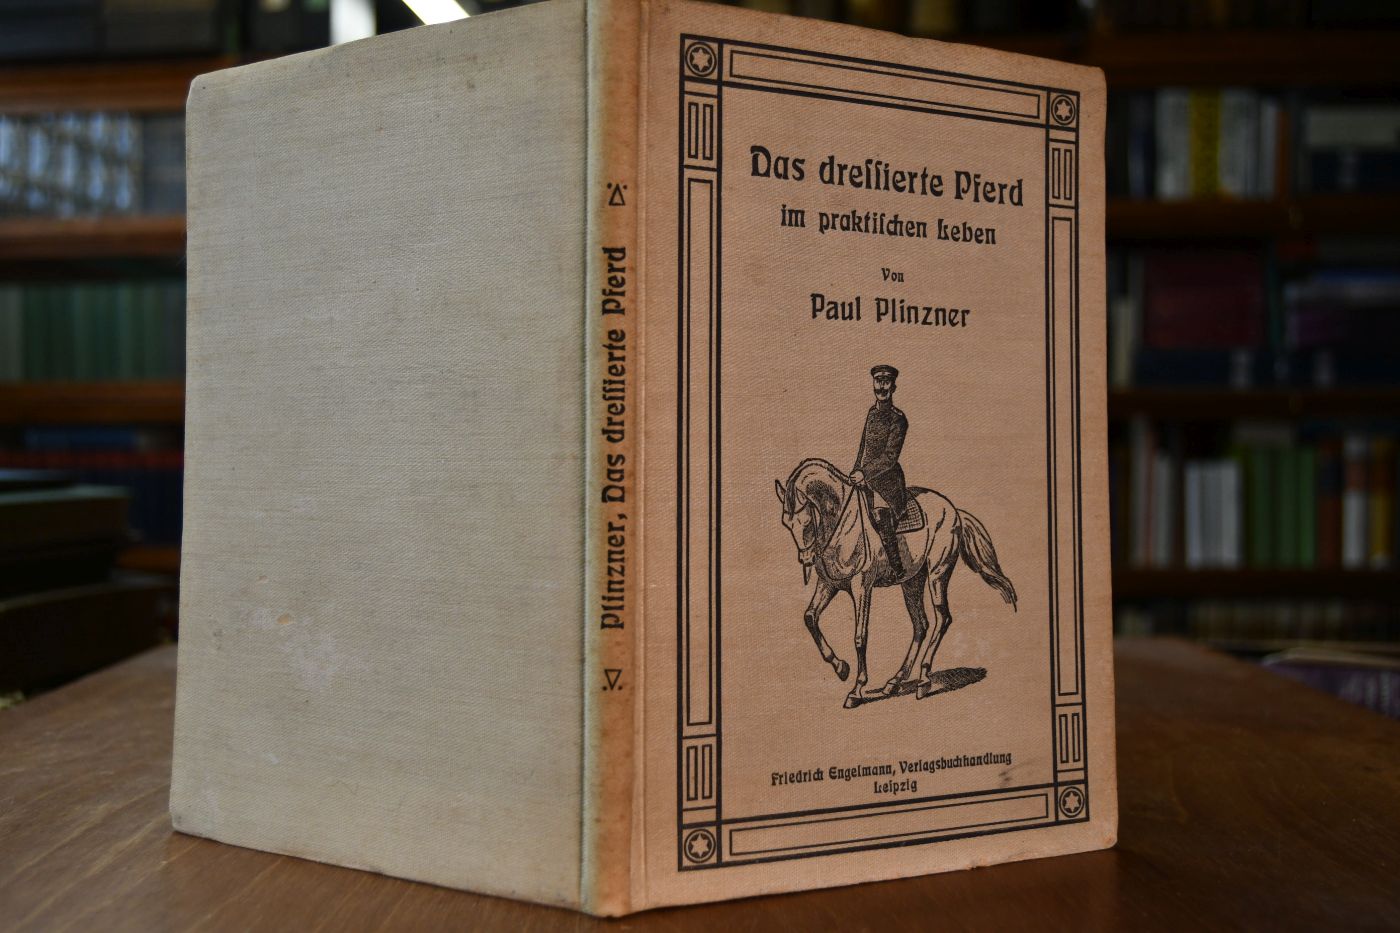 Plinzner, Das dreſſierte Pferd
Das dreſſierte Pferd
im praktiſchen Leben
Von
Paul Plinzner
Friedrich Engelmann, Verlagsbuchhandlung
Leipzig